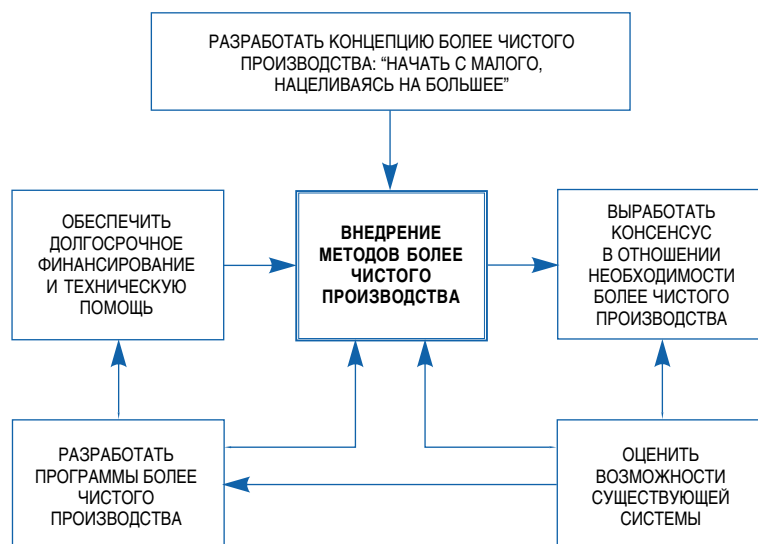 РАЗРАБОТАТЬ КОНЦЕПЦИЮ БОЛЕЕ ЧИСТОГО
ПРОИЗВОДСТВА: “НАЧАТЬ С МАЛОГО,
НАЦЕЛИВАЯСЬ НА БОЛЬШЕЕ”
ОБЕСПЕЧИТЬ
ДОЛГОСРОЧНОЕ
ФИНАНСИРОВАНИЕ
И ТЕХНИЧЕСКУЮ
ПОМОЩЬ
ВНЕДРЕНИЕ
МЕТОДОВ БОЛЕЕ
ЧИСТОГО
ПРОИЗВОДСТВА
ВЫРАБОТАТЬ
КОНСЕНСУС
В ОТНОШЕНИИ
НЕОБХОДИМОСТИ
БОЛЕЕ ЧИСТОГО
ПРОИЗВОДСТВА
РАЗРАБОТАТЬ
ПРОГРАММЫ БОЛЕЕ
ЧИСТОГО
ПРОИЗВОДСТВА
ОЦЕНИТЬ
ВОЗМОЖНОСТИ
СУЩЕСТВУЮЩЕЙ
СИСТЕМЫ